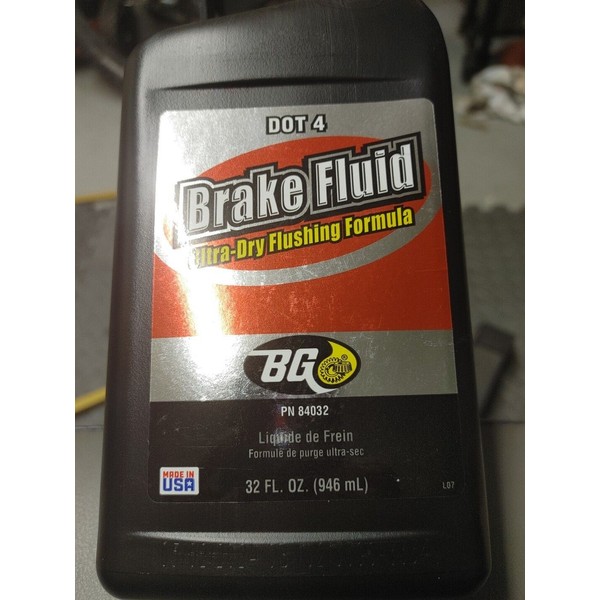 DOT 4
Brake Fluid
Ultra-Dry Flushing Formula
BG
PN 84032
Liquide de Frein
Formule de purge ultra-sec
MADE IN
USA
32 FL. OZ. (946 mL)
L07